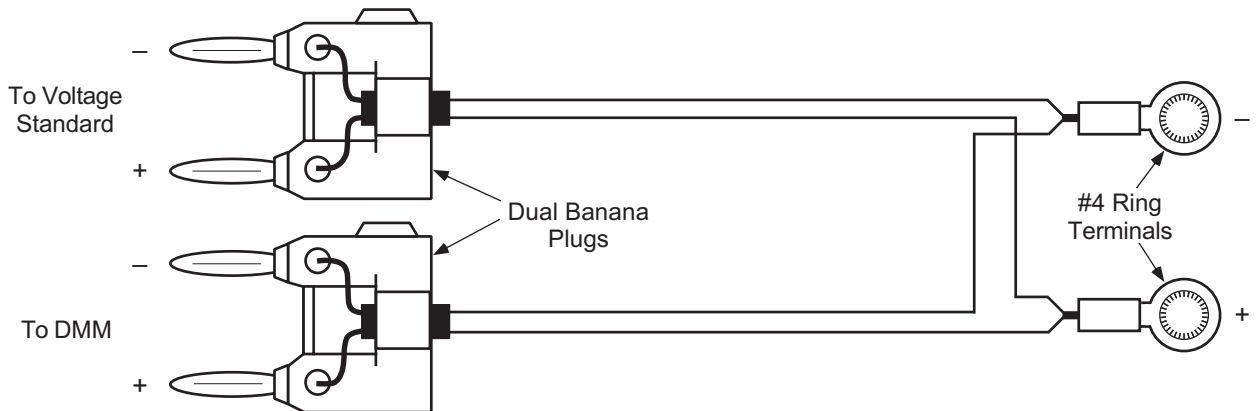 –
To Voltage
Standard
+
Dual Banana
Plugs
–
To DMM
+
–
#4 Ring
Terminals
+